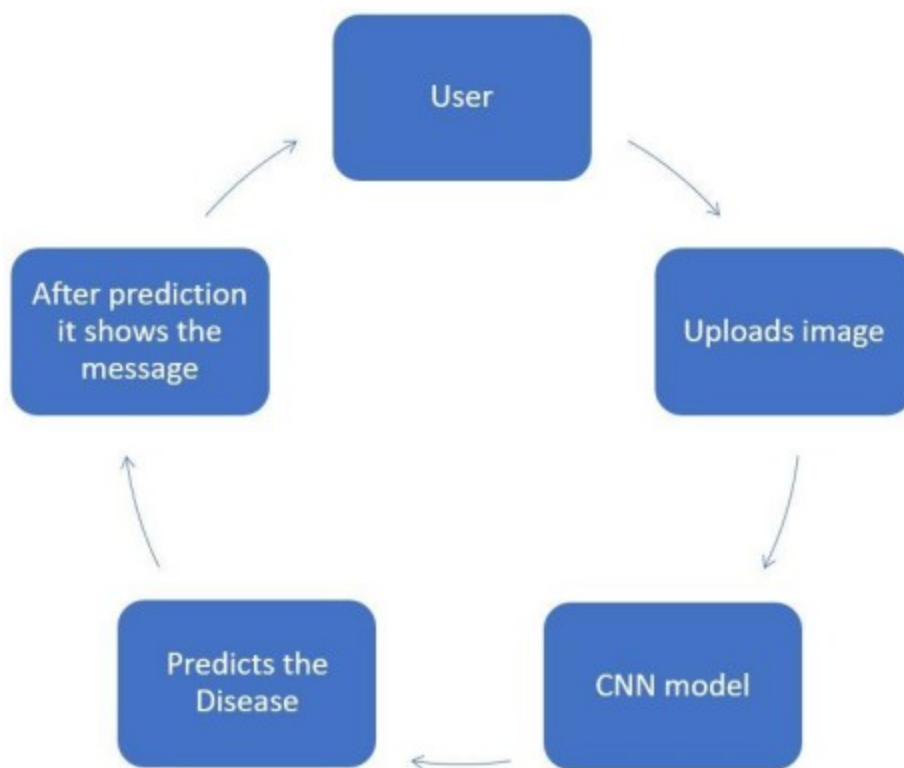 User
Uploads image
CNN model
Predicts the
Disease
After prediction
it shows the
message